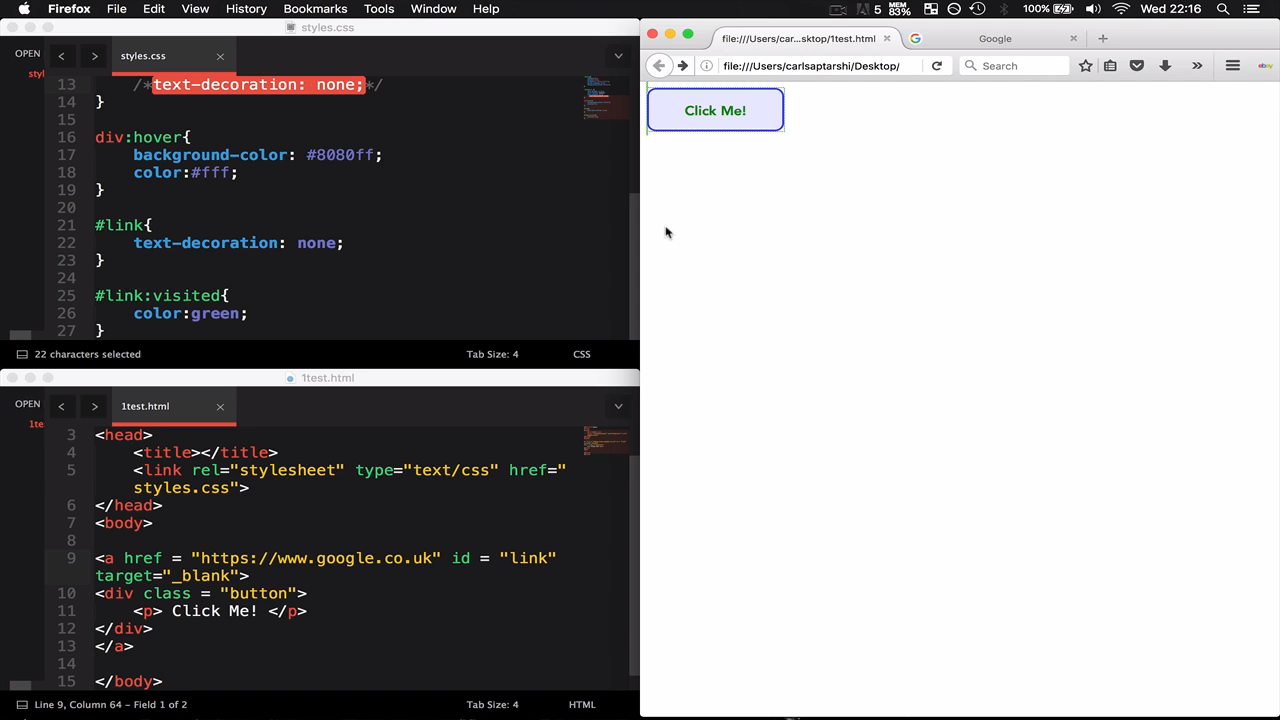 Firefox File Edit View History Bookmarks Tools Window Help
5 MEM 83% 100% Wed 22:16
styles.css
OPEN
styl
styles.css
13 /*text-decoration: none;*/
14 }
15
16 div:hover{
17 background-color: #8080ff;
18 color:#fff;
19 }
20
21 #link{
22 text-decoration: none;
23 }
24
25 #link:visited{
26 color:green;
27 }
22 characters selected Tab Size: 4 CSS
1test.html
OPEN
1tes
1test.html
3 <head>
4 <title></title>
5 <link rel="stylesheet" type="text/css" href="
styles.css">
6 </head>
7 <body>
8
9 <a href = "https://www.google.co.uk" id = "link"
target="_blank">
10 <div class = "button">
11 <p> Click Me! </p>
12 </div>
13 </a>
14
15 </body>
Line 9, Column 64 – Field 1 of 2 Tab Size: 4 HTML
file:///Users/car...sktop/1test.html
Google
file:///Users/carlsaptarshi/Desktop/
Search
ebay
Click Me!